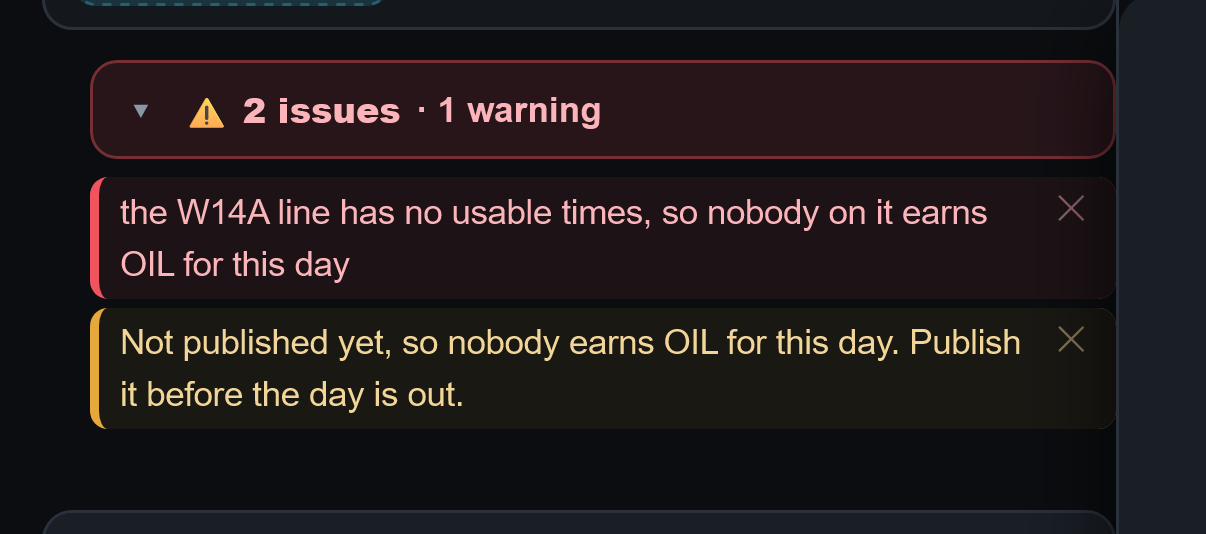 2 issues · 1 warning
the W14A line has no usable times, so nobody on it earns
OIL for this day
Not published yet, so nobody earns OIL for this day. Publish
it before the day is out.